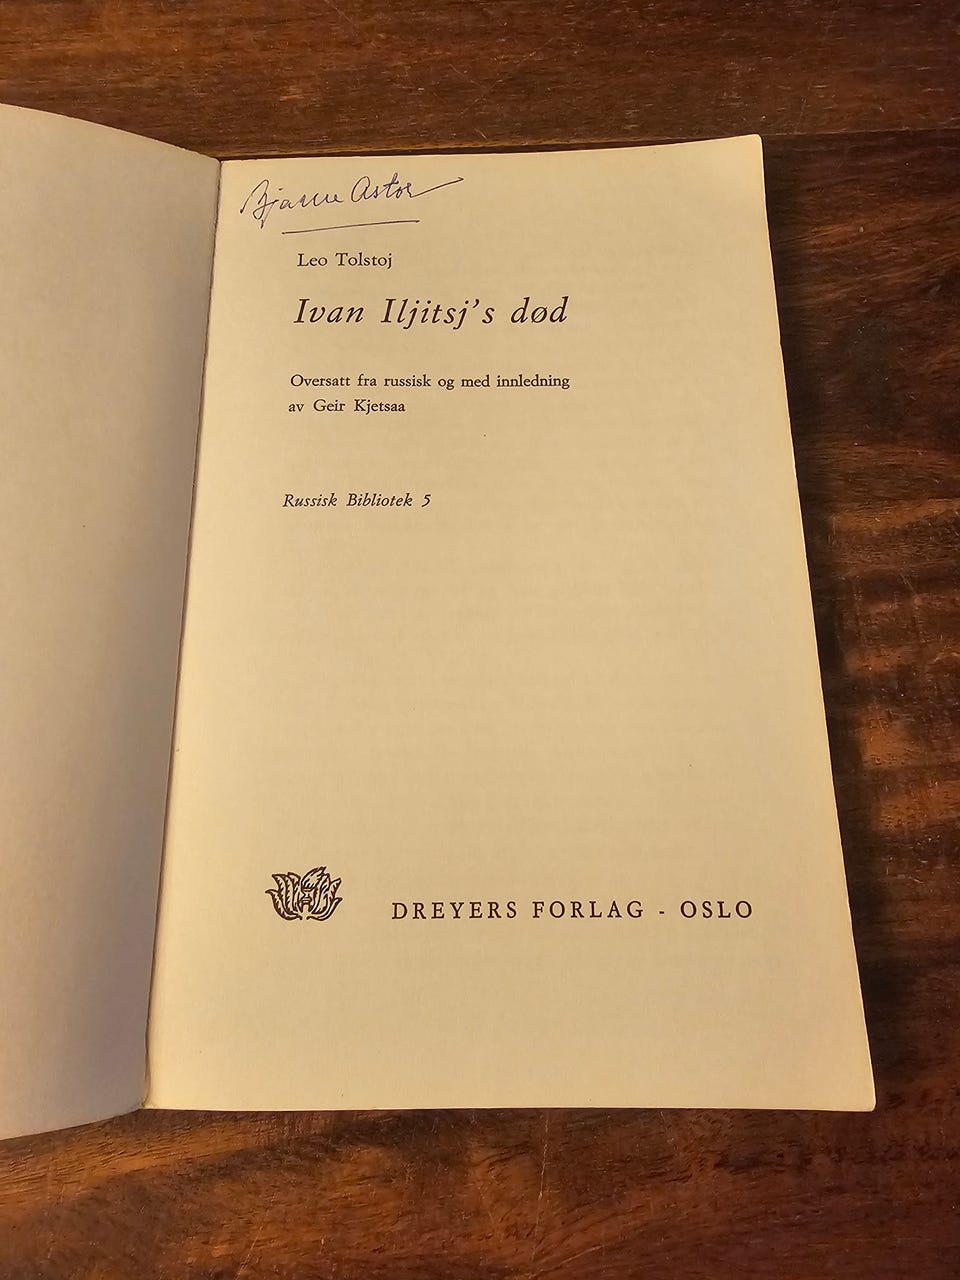 Bjarne Astor
Leo Tolstoj
Ivan Iljitsj's død
Oversatt fra russisk og med innledning
av Geir Kjetsaa
Russisk Bibliotek 5
DREYERS FORLAG - OSLO